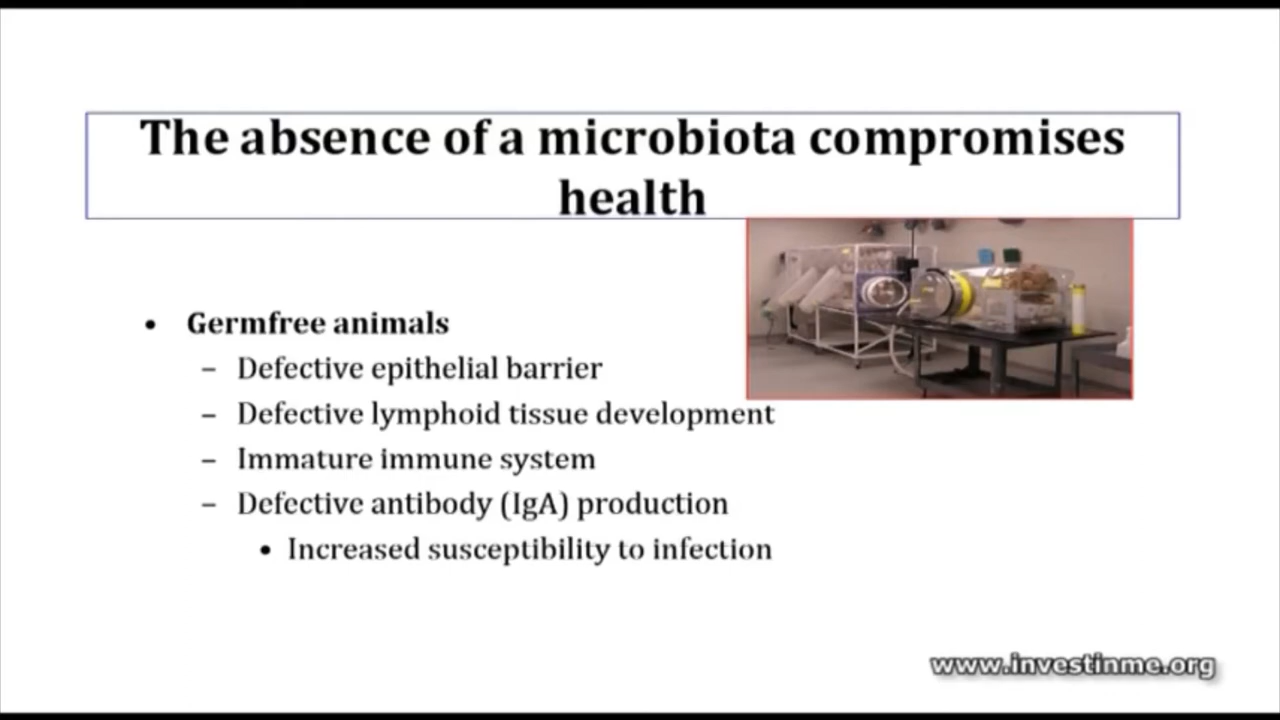 The absence of a microbiota compromises
health
• Germfree animals
– Defective epithelial barrier
– Defective lymphoid tissue development
– Immature immune system
– Defective antibody (IgA) production
• Increased susceptibility to infection
www.investinme.org